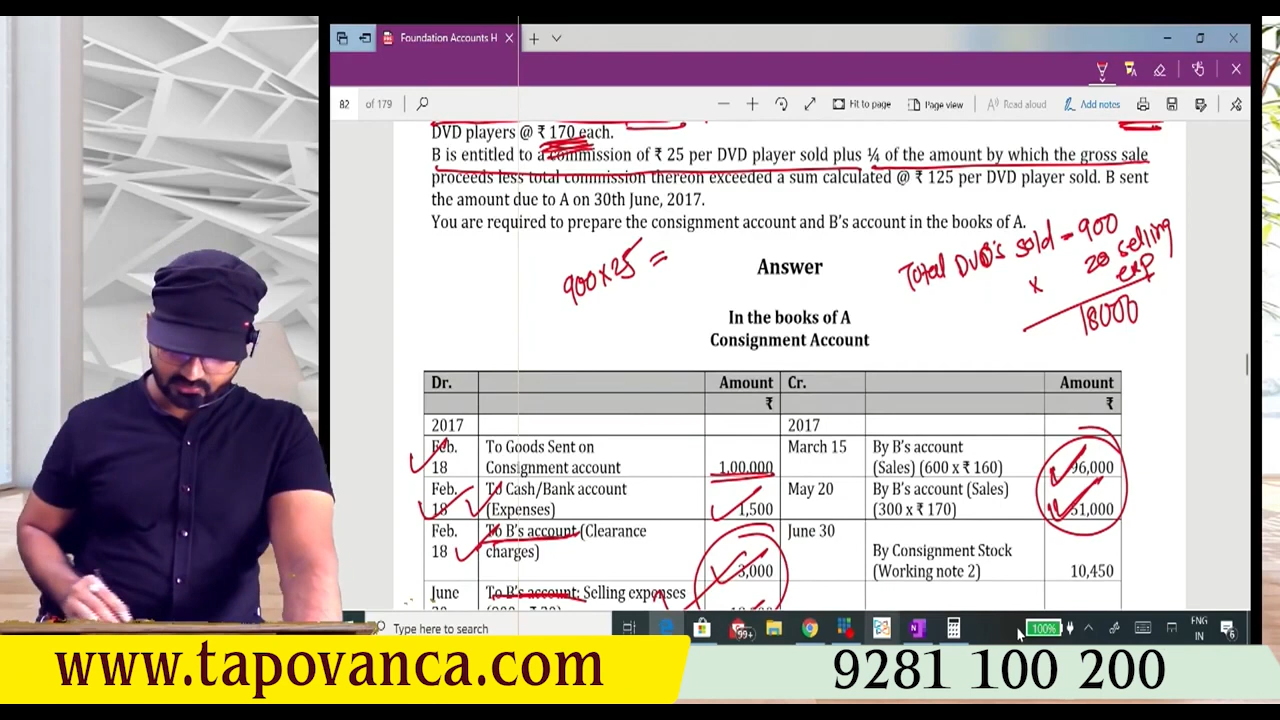 Foundation Accounts H
82 of 179
Fit to page
Page view
Read aloud
Add notes
DVD players @ ₹ 170 each.
B is entitled to a commission of ₹ 25 per DVD player sold plus ¼ of the amount by which the gross sale
proceeds less total commission thereon exceeded a sum calculated @ ₹ 125 per DVD player sold. B sent
the amount due to A on 30th June, 2017.
You are required to prepare the consignment account and B's account in the books of A.
900x25 =
Total DVD's sold - 900
x 20 selling
exp
18000
Answer
In the books of A
Consignment Account
Dr. Amount Cr. Amount
₹ ₹
2017 2017
Feb. To Goods Sent on March 15 By B's account
18 Consignment account 1,00,000 (Sales) (600 x ₹ 160) 96,000
Feb. To Cash/Bank account May 20 By B's account (Sales)
18 (Expenses) 1,500 (300 x ₹ 170) 51,000
Feb. To B's account (Clearance June 30
18 charges) By Consignment Stock
3,000 (Working note 2) 10,450
June To B's account: Selling expenses
Type here to search
99+
100%
ENG
IN
6
www.tapovanca.com
9281 100 200